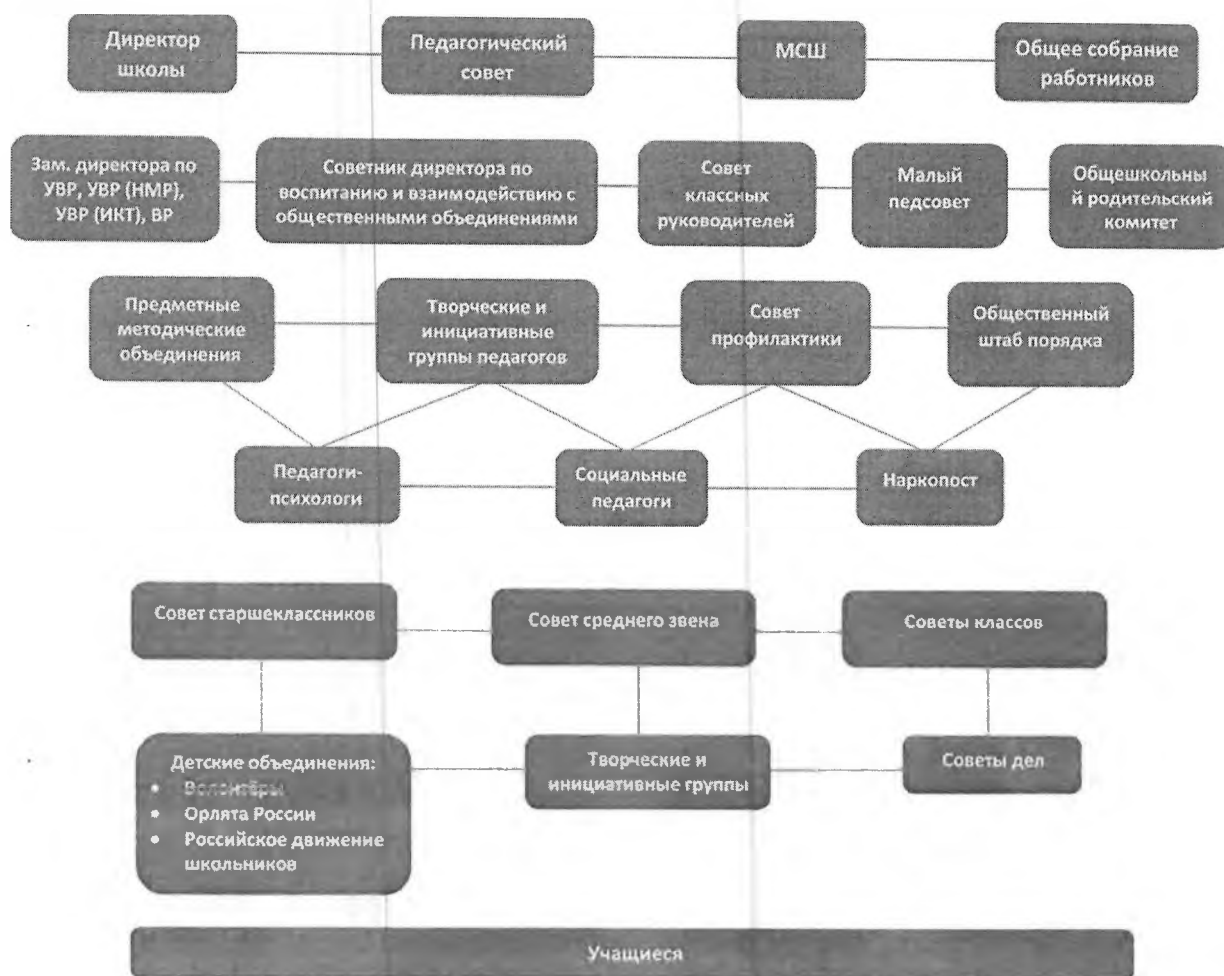 Директор
школы
Педагогический
совет
МСШ
Общее собрание
работников
Зам. директора по
УВР, УВР (НМР),
УВР (ИКТ), ВР
Советник директора по
воспитанию и взаимодействию с
общественными объединениями
Совет
классных
руководителей
Малый
педсовет
Общешкольны
й родительский
комитет
Предметные
методические
объединения
Творческие и
инициативные
группы педагогов
Совет
профилактики
Общественный
штаб порядка
Педагоги-
психологи
Социальные
педагоги
Наркопост
Совет старшеклассников
Совет среднего звена
Советы классов
Детские объединения:
• Волонтёры
• Орлята России
• Российское движение
школьников
Творческие и
инициативные группы
Советы дел
Учащиеся